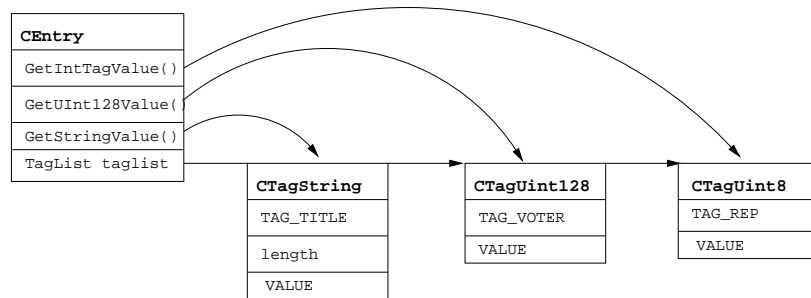 CEntry
GetIntTagValue()
GetUInt128Value()
GetStringValue()
TagList taglist
CTagString
TAG_TITLE
length
VALUE
CTagUint128
TAG_VOTER
VALUE
CTagUint8
TAG_REP
VALUE